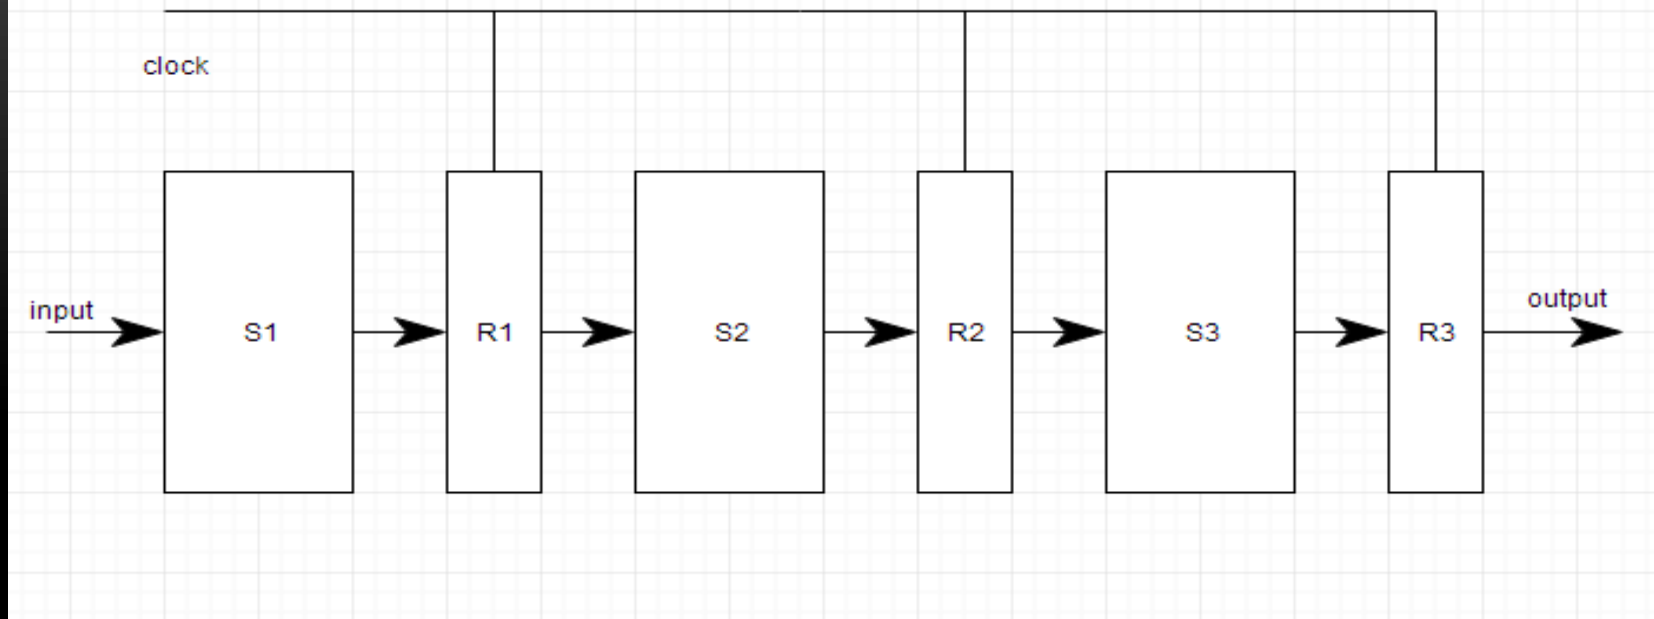 clock
input
S1
R1
S2
R2
S3
R3
output